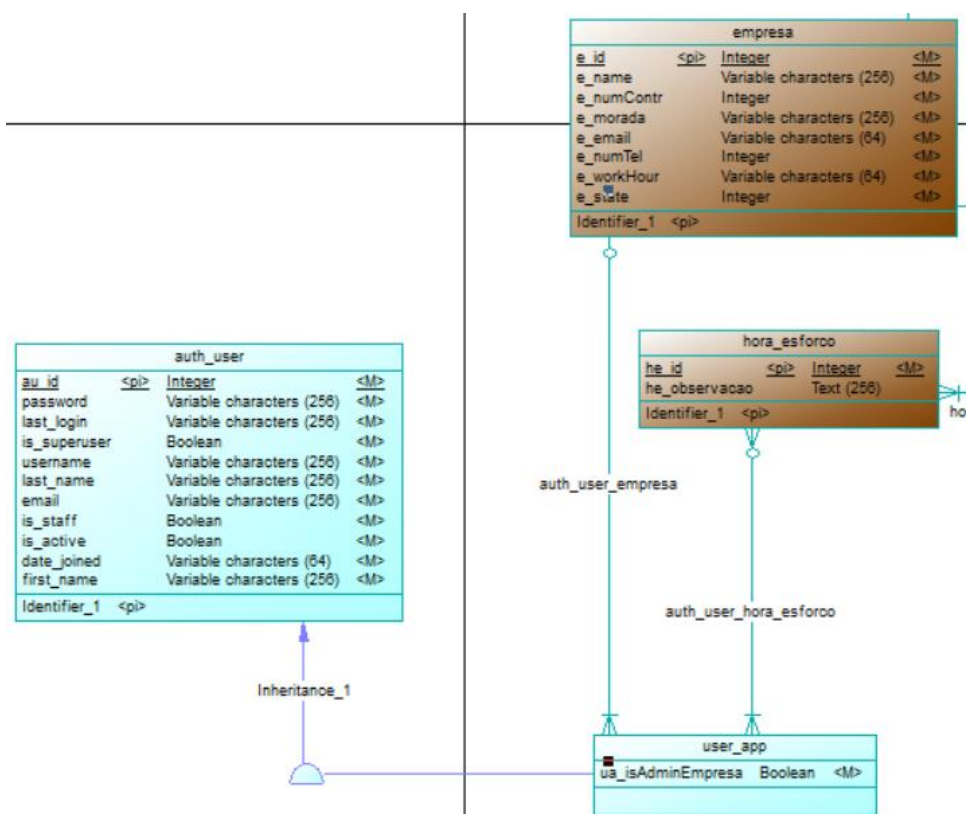 empresa
e_id <pi> Integer <M>
e_name Variable characters (256) <M>
e_numContr Integer <M>
e_morada Variable characters (256) <M>
e_email Variable characters (64) <M>
e_numTel Integer <M>
e_workHour Variable characters (64) <M>
e_state Integer <M>
Identifier_1 <pi>
hora_esforco
he_id <pi> Integer <M>
he_observacao Text (256)
Identifier_1 <pi>
ho
auth_user
au_id <pi> Integer <M>
password Variable characters (256) <M>
last_login Variable characters (256) <M>
is_superuser Boolean <M>
username Variable characters (256) <M>
last_name Variable characters (256) <M>
email Variable characters (256) <M>
is_staff Boolean <M>
is_active Boolean <M>
date_joined Variable characters (64) <M>
first_name Variable characters (256) <M>
Identifier_1 <pi>
auth_user_empresa
auth_user_hora_esforco
Inheritance_1
user_app
ua_isAdminEmpresa Boolean <M>